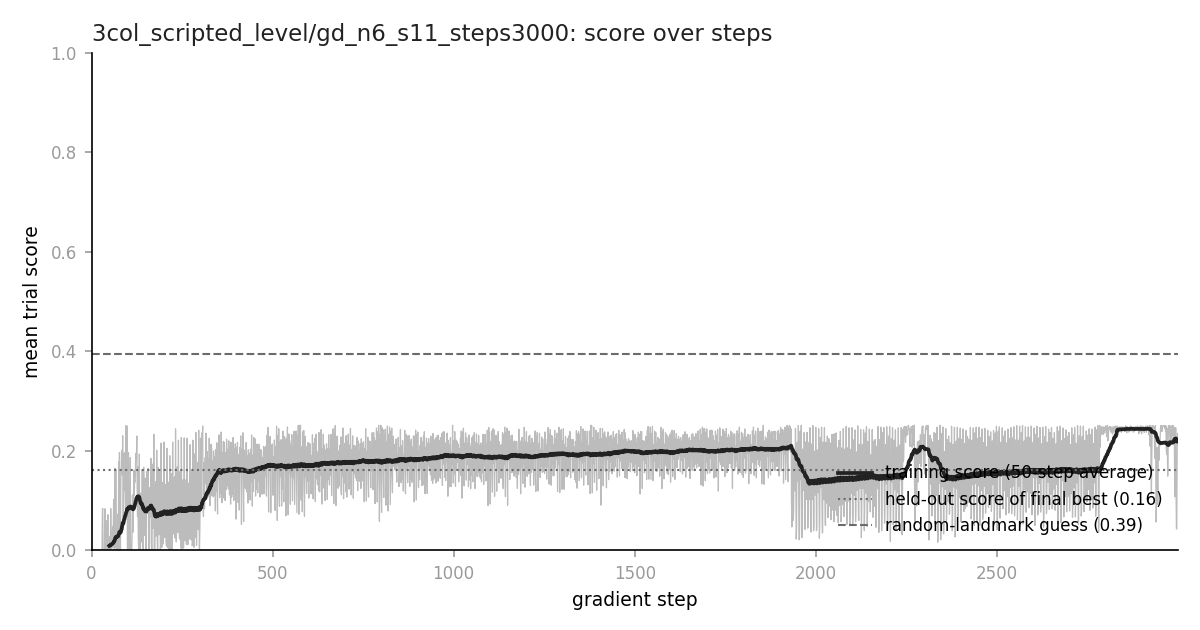 3col_scripted_level/gd_n6_s11_steps3000: score over steps
1.0
0.8
0.6
0.4
0.2
0.0
mean trial score
training score (50-step average)
held-out score of final best (0.16)
random-landmark guess (0.39)
0 500 1000 1500 2000 2500
gradient step